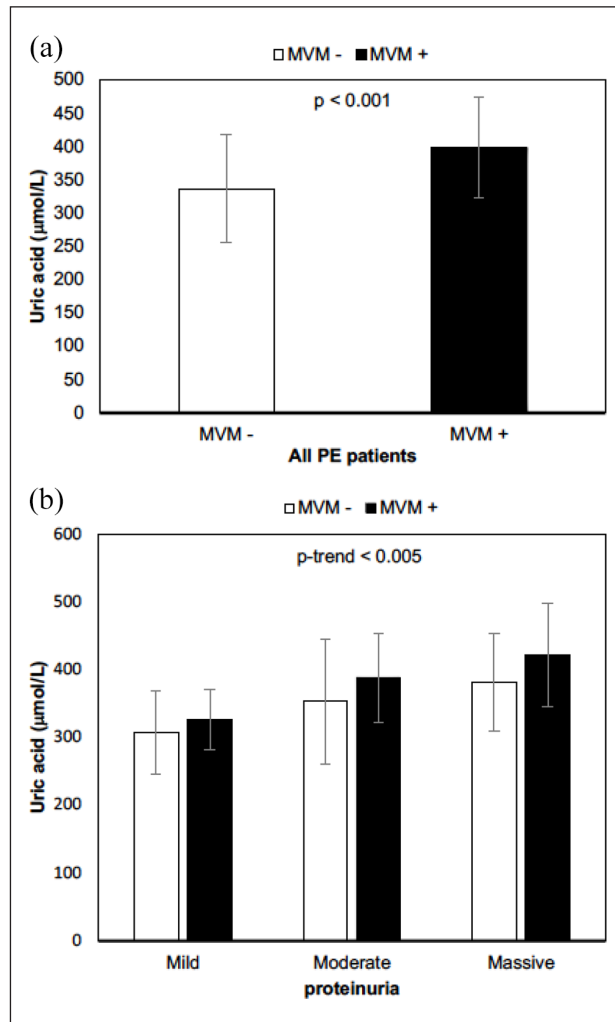 (a)
MVM - MVM +
p < 0.001
Uric acid (μmol/L)
500
450
400
350
300
250
200
150
100
50
0
MVM - MVM +
All PE patients
(b)
MVM - MVM +
p-trend < 0.005
Uric acid (μmol/L)
600
500
400
300
200
100
0
Mild Moderate Massive
proteinuria